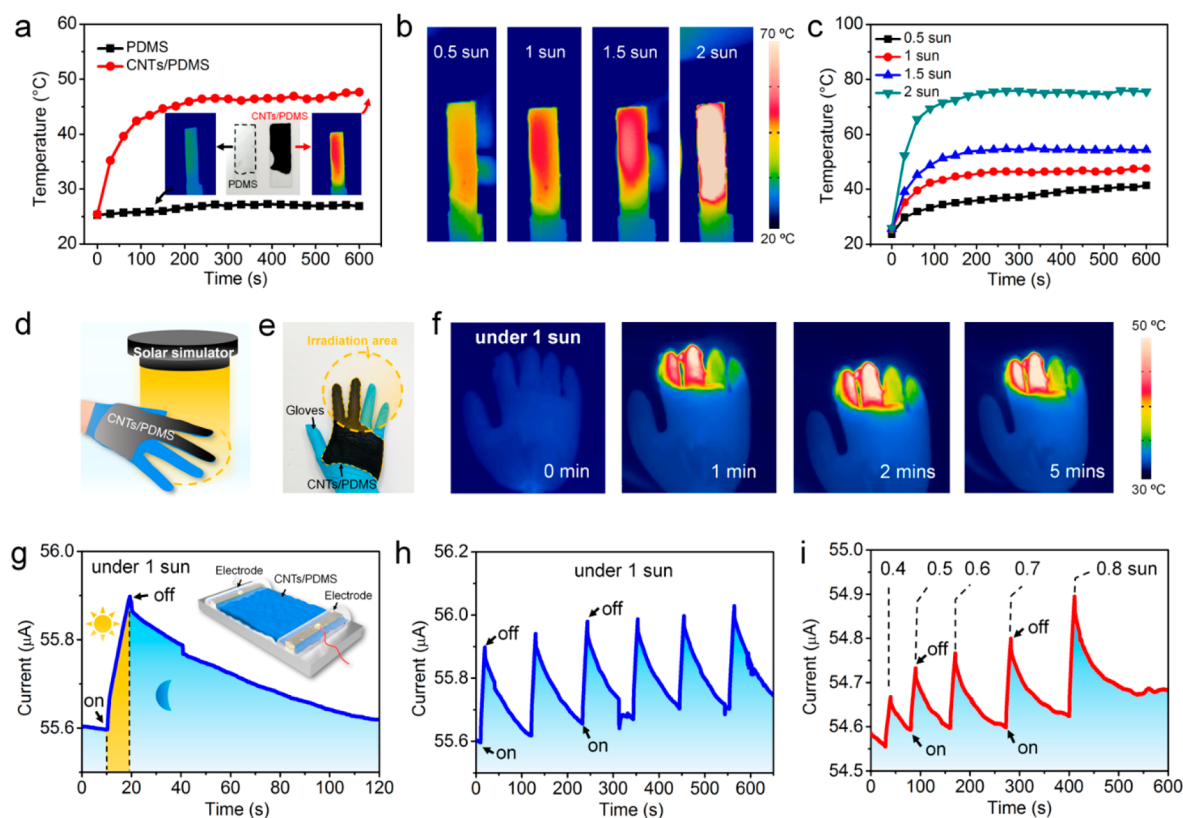 a
PDMS
CNTs/PDMS
CNTs/PDMS
PDMS
Temperature (°C)
60
50
40
30
20
0 100 200 300 400 500 600
Time (s)
b
0.5 sun
1 sun
1.5 sun
2 sun
70 ºC
20 ºC
c
0.5 sun
1 sun
1.5 sun
2 sun
Temperature (°C)
100
80
60
40
20
0 100 200 300 400 500 600
Time (s)
d
Solar simulator
CNTs/PDMS
e
Irradiation area
Gloves
CNTs/PDMS
f
under 1 sun
0 min
1 min
2 mins
5 mins
50 ºC
30 ºC
g
under 1 sun
Electrode
CNTs/PDMS
Electrode
off
on
Current (μA)
56.0
55.8
55.6
0 20 40 60 80 100 120
Time (s)
h
under 1 sun
off
off
on
on
Current (μA)
56.2
56.0
55.8
55.6
0 100 200 300 400 500 600
Time (s)
i
0.4
0.5
0.6
0.7
0.8 sun
off
off
on
on
Current (μA)
55.0
54.9
54.8
54.7
54.6
54.5
0 100 200 300 400 500 600
Time (s)